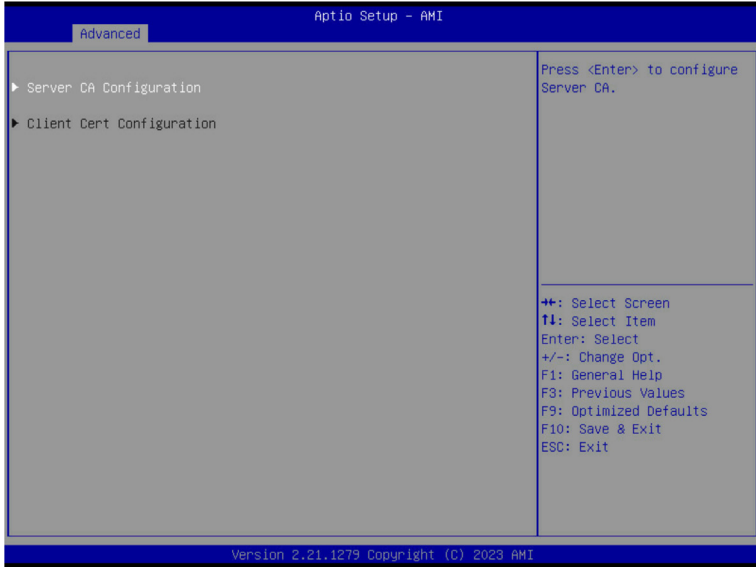 Aptio Setup – AMI
Advanced
▶ Server CA Configuration
▶ Client Cert Configuration
Press <Enter> to configure
Server CA.
→←: Select Screen
↑↓: Select Item
Enter: Select
+/-: Change Opt.
F1: General Help
F3: Previous Values
F9: Optimized Defaults
F10: Save & Exit
ESC: Exit
Version 2.21.1279 Copyright (C) 2023 AMI